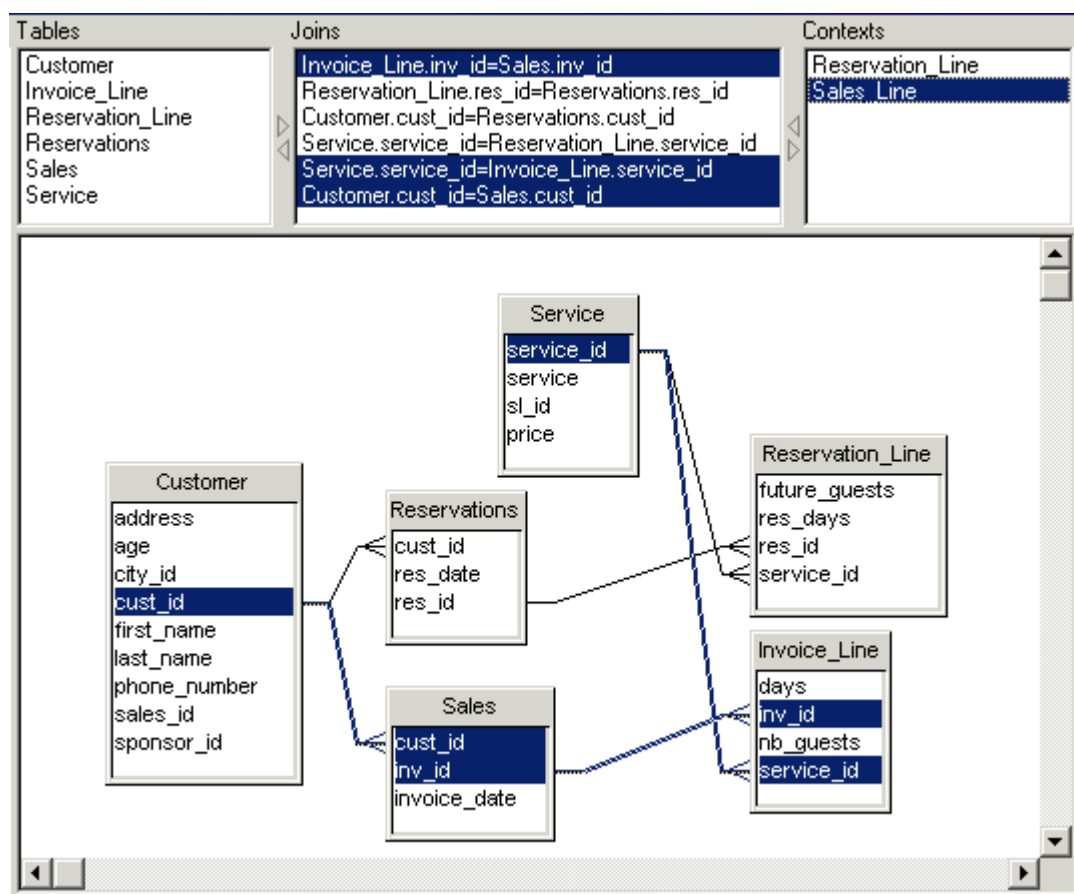 Tables
Customer
Invoice_Line
Reservation_Line
Reservations
Sales
Service
Joins
Invoice_Line.inv_id=Sales.inv_id
Reservation_Line.res_id=Reservations.res_id
Customer.cust_id=Reservations.cust_id
Service.service_id=Reservation_Line.service_id
Service.service_id=Invoice_Line.service_id
Customer.cust_id=Sales.cust_id
Contexts
Reservation_Line
Sales_Line
Service
service_id
service
sl_id
price
Customer
address
age
city_id
cust_id
first_name
last_name
phone_number
sales_id
sponsor_id
Reservations
cust_id
res_date
res_id
Sales
cust_id
inv_id
invoice_date
Reservation_Line
future_guests
res_days
res_id
service_id
Invoice_Line
days
inv_id
nb_guests
service_id